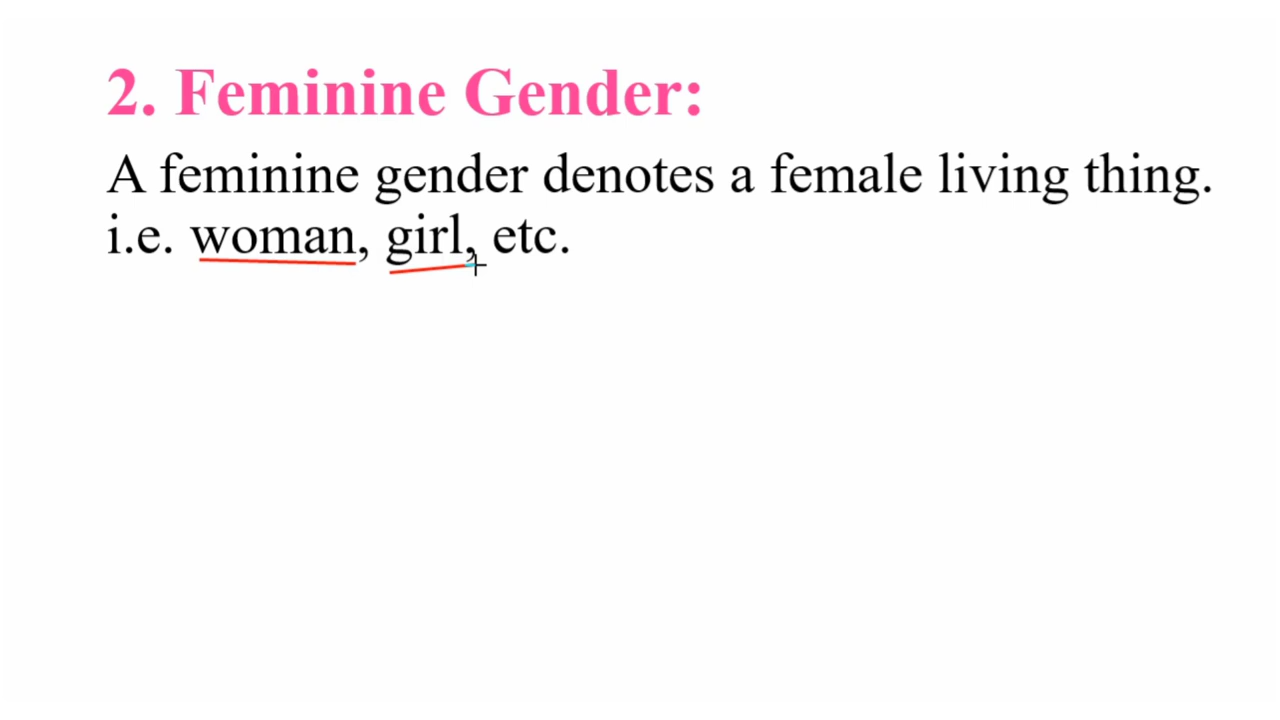 2. Feminine Gender:
A feminine gender denotes a female living thing.
i.e. woman, girl, etc.